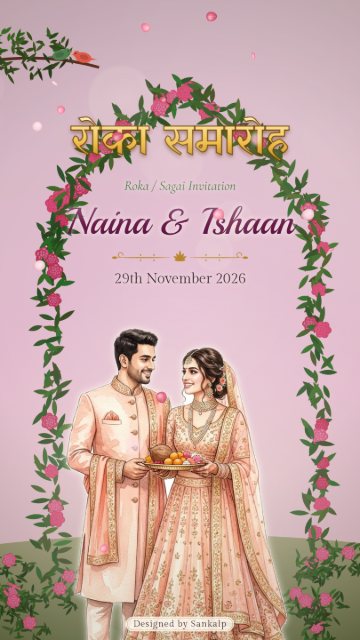 रोका समारोह
Roka / Sagai Invitation
Naina & Ishaan
29th November 2026
Designed by Sankalp